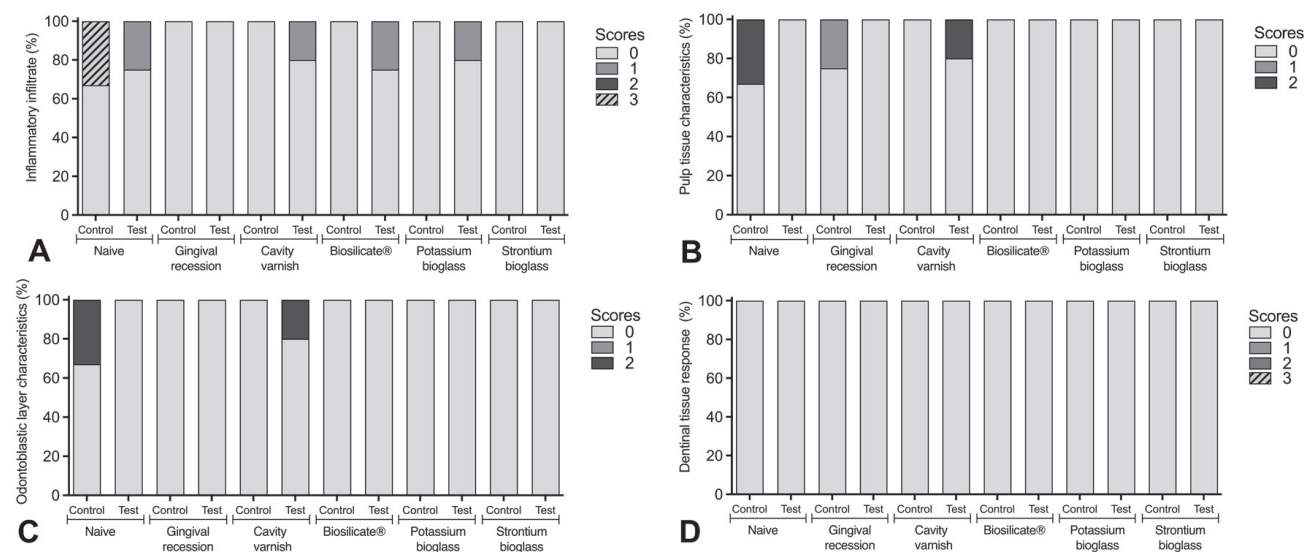 Inflammatory infiltrate (%)
100
80
60
40
20
0
Control Test Control Test Control Test Control Test Control Test Control Test
Naive Gingival recession Cavity varnish Biosilicate® Potassium bioglass Strontium bioglass
Scores
0
1
2
3
A
Pulp tissue characteristics (%)
100
80
60
40
20
0
Control Test Control Test Control Test Control Test Control Test Control Test
Naive Gingival recession Cavity varnish Biosilicate® Potassium bioglass Strontium bioglass
Scores
0
1
2
B
Odontoblastic layer characteristics (%)
100
80
60
40
20
0
Control Test Control Test Control Test Control Test Control Test Control Test
Naive Gingival recession Cavity varnish Biosilicate® Potassium bioglass Strontium bioglass
Scores
0
1
2
C
Dentinal tissue response (%)
100
80
60
40
20
0
Control Test Control Test Control Test Control Test Control Test Control Test
Naive Gingival recession Cavity varnish Biosilicate® Potassium bioglass Strontium bioglass
Scores
0
1
2
3
D